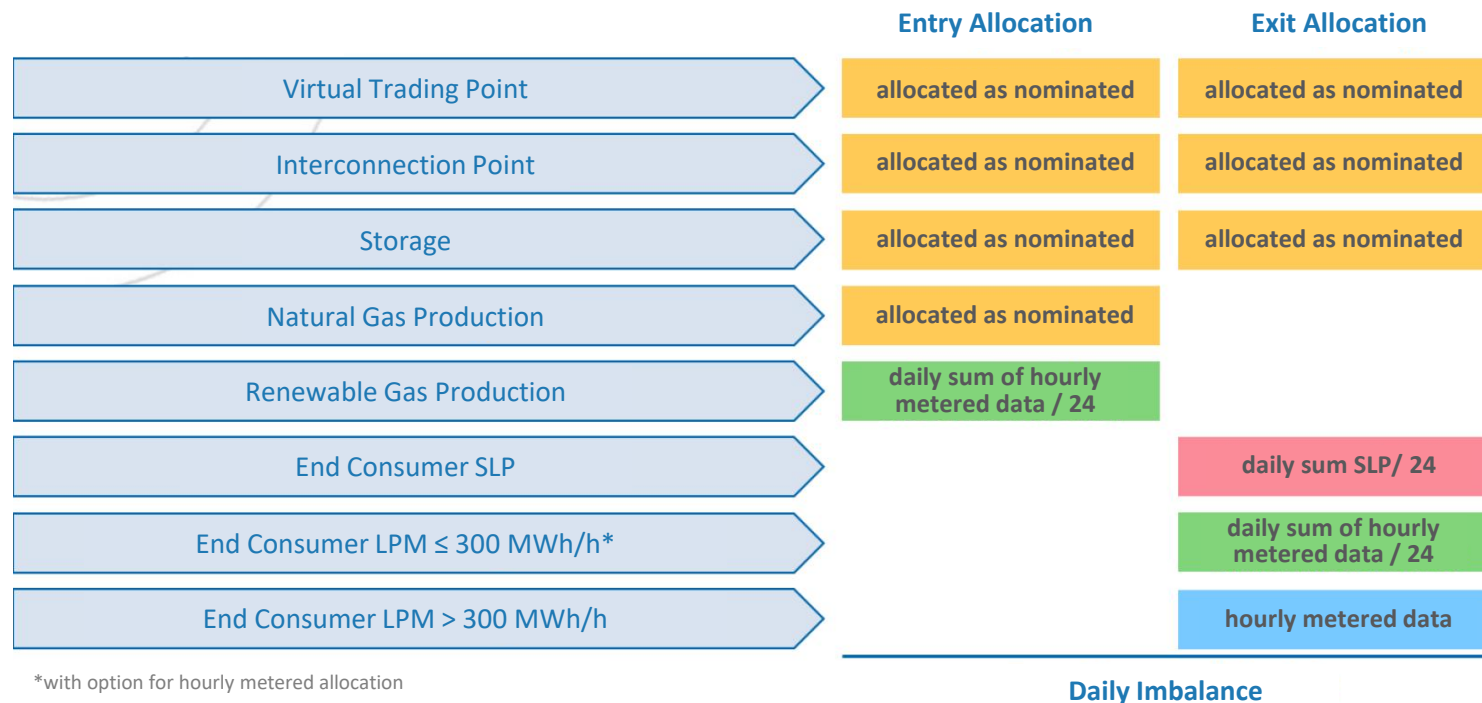 Entry Allocation Exit Allocation
Virtual Trading Point allocated as nominated allocated as nominated
Interconnection Point allocated as nominated allocated as nominated
Storage allocated as nominated allocated as nominated
Natural Gas Production allocated as nominated
Renewable Gas Production daily sum of hourly
metered data / 24
End Consumer SLP daily sum SLP/ 24
End Consumer LPM ≤ 300 MWh/h* daily sum of hourly
metered data / 24
End Consumer LPM > 300 MWh/h hourly metered data
*with option for hourly metered allocation
Daily Imbalance